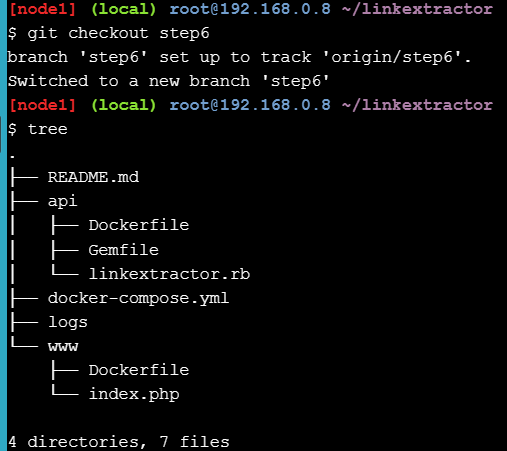 [node1] (local) root@192.168.0.8 ~/linkextractor
$ git checkout step6
branch 'step6' set up to track 'origin/step6'.
Switched to a new branch 'step6'
[node1] (local) root@192.168.0.8 ~/linkextractor
$ tree
.
├── README.md
├── api
│   ├── Dockerfile
│   ├── Gemfile
│   └── linkextractor.rb
├── docker-compose.yml
├── logs
└── www
    ├── Dockerfile
    └── index.php
4 directories, 7 files